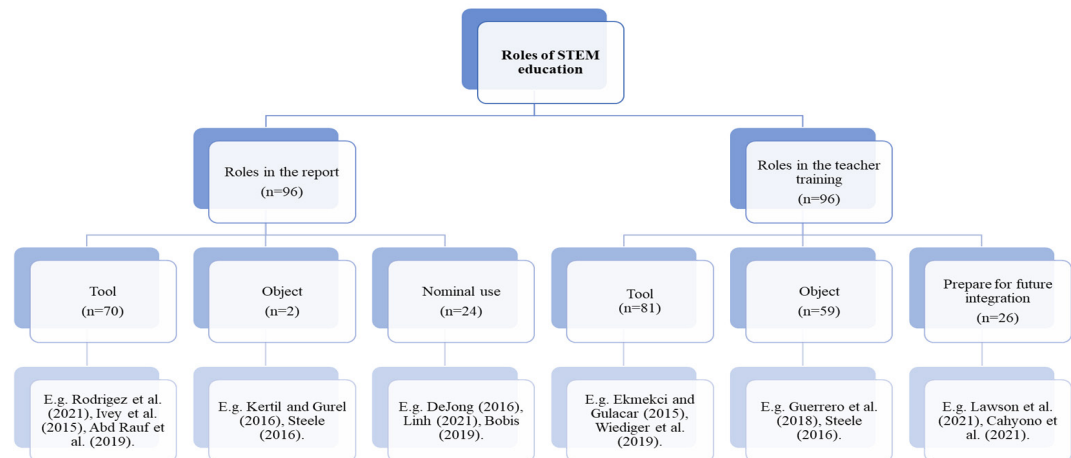 Roles of STEM
education
Roles in the report
(n=96)
Roles in the teacher
training
(n=96)
Tool
(n=70)
Object
(n=2)
Nominal use
(n=24)
Tool
(n=81)
Object
(n=59)
Prepare for future
integration
(n=26)
E.g. Rodrigez et al.
(2021), Ivey et al.
(2015), Abd Rauf et
al. (2019).
E.g. Kertil and Gurel
(2016), Steele
(2016).
E.g. DeJong (2016),
Linh (2021), Bobis
(2019).
E.g. Ekmekci and
Gulacar (2015),
Wiediger et al.
(2019).
E.g. Guerrero et al.
(2018), Steele
(2016).
E.g. Lawson et al.
(2021), Cahyono et
al. (2021).